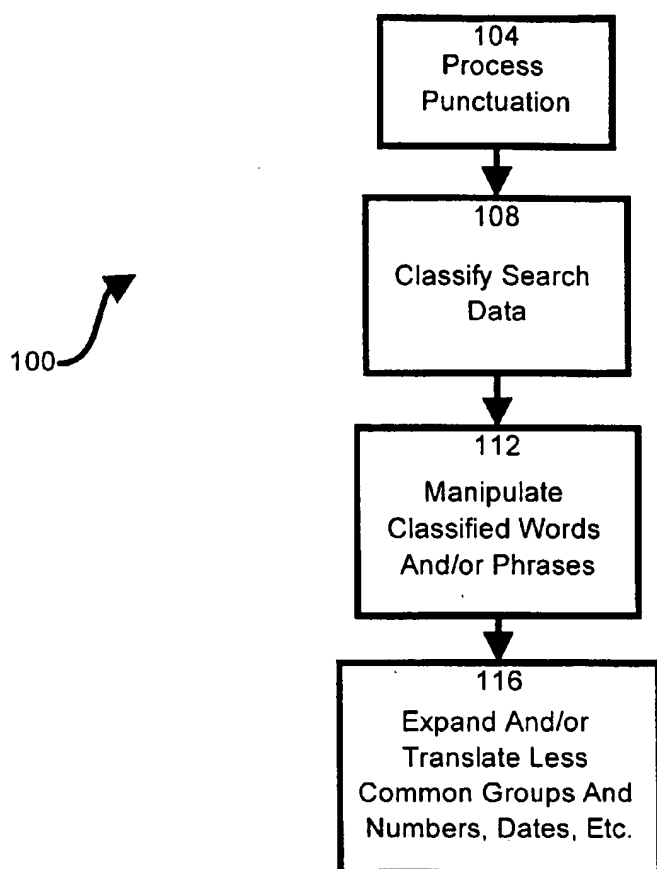 104
Process
Punctuation
108
Classify Search
Data
100
112
Manipulate
Classified Words
And/or Phrases
116
Expand And/or
Translate Less
Common Groups And
Numbers, Dates, Etc.